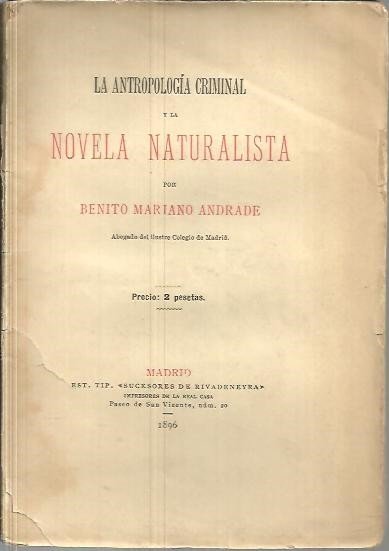 LA ANTROPOLOGÍA CRIMINAL
Y LA
NOVELA NATURALISTA
POR
BENITO MARIANO ANDRADE
Abogado del Ilustre Colegio de Madrid.
Precio: 2 pesetas.
MADRID
EST. TIP. «SUCESORES DE RIVADENEYRA»
IMPRESORES DE LA REAL CASA
Paseo de San Vicente, núm. 20
1896